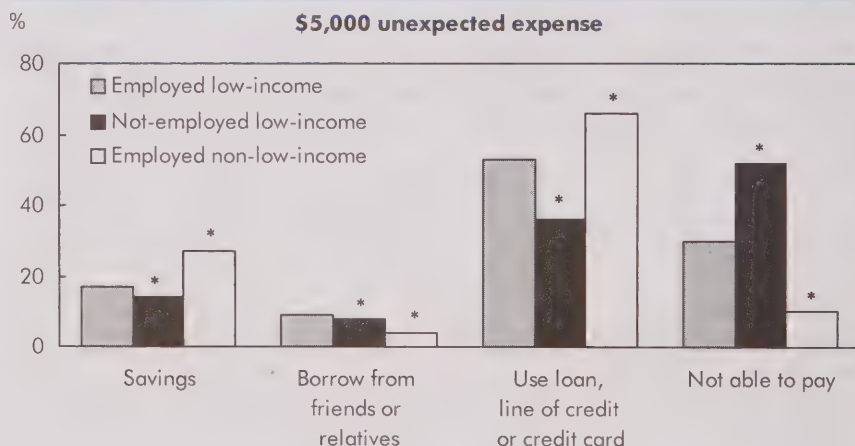 %
$5,000 unexpected expense
80
60
40
20
0
Employed low-income
Not-employed low-income
Employed non-low-income
*
*
*
*
*
*
*
*
Savings
Borrow from
friends or
relatives
Use loan,
line of credit
or credit card
Not able to pay